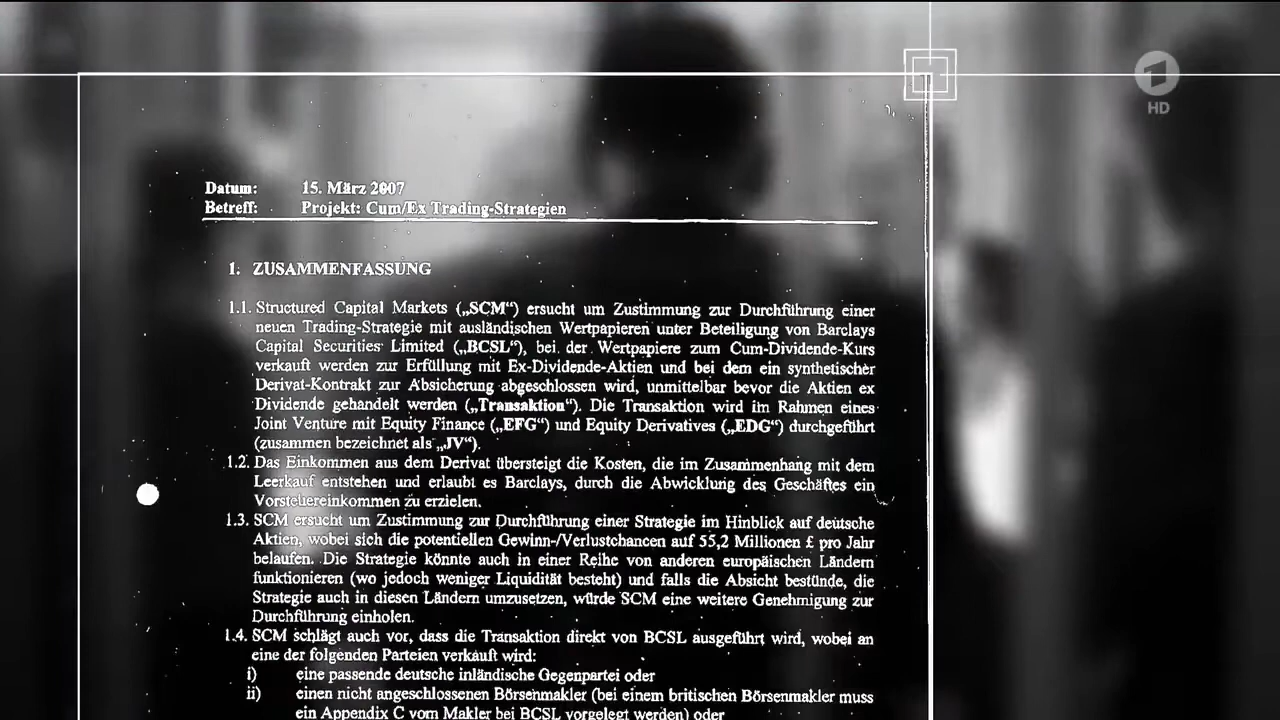 1
HD
Datum: 15. März 2007
Betreff: Projekt: Cum/Ex Trading-Strategien
1. ZUSAMMENFASSUNG
1.1. Structured Capital Markets („SCM“) ersucht um Zustimmung zur Durchführung einer
neuen Trading-Strategie mit ausländischen Wertpapieren unter Beteiligung von Barclays
Capital Securities Limited („BCSL“), bei der Wertpapiere zum Cum-Dividende-Kurs
verkauft werden zur Erfüllung mit Ex-Dividende-Aktien und bei dem ein synthetischer
Derivat-Kontrakt zur Absicherung abgeschlossen wird, unmittelbar bevor die Aktien ex
Dividende gehandelt werden („Transaktion“). Die Transaktion wird im Rahmen eines
Joint Venture mit Equity Finance („EFG“) und Equity Derivatives („EDG“) durchgeführt
(zusammen bezeichnet als „JV“).
1.2. Das Einkommen aus dem Derivat übersteigt die Kosten, die im Zusammenhang mit dem
Leerkauf entstehen und erlaubt es Barclays, durch die Abwicklung des Geschäftes ein
Vorsteuereinkommen zu erzielen.
1.3. SCM ersucht um Zustimmung zur Durchführung einer Strategie im Hinblick auf deutsche
Aktien, wobei sich die potentiellen Gewinn-/Verlustchancen auf 55,2 Millionen £ pro Jahr
belaufen. Die Strategie könnte auch in einer Reihe von anderen europäischen Ländern
funktionieren (wo jedoch weniger Liquidität besteht) und falls die Absicht bestünde, die
Strategie auch in diesen Ländern umzusetzen, würde SCM eine weitere Genehmigung zur
Durchführung einholen.
1.4. SCM schlägt auch vor, dass die Transaktion direkt von BCSL ausgeführt wird, wobei an
eine der folgenden Parteien verkauft wird:
i) eine passende deutsche inländische Gegenpartei oder
ii) einen nicht angeschlossenen Börsenmakler (bei einem britischen Börsenmakler muss
ein Appendix C vom Makler bei BCSL vorgelegt werden) oder